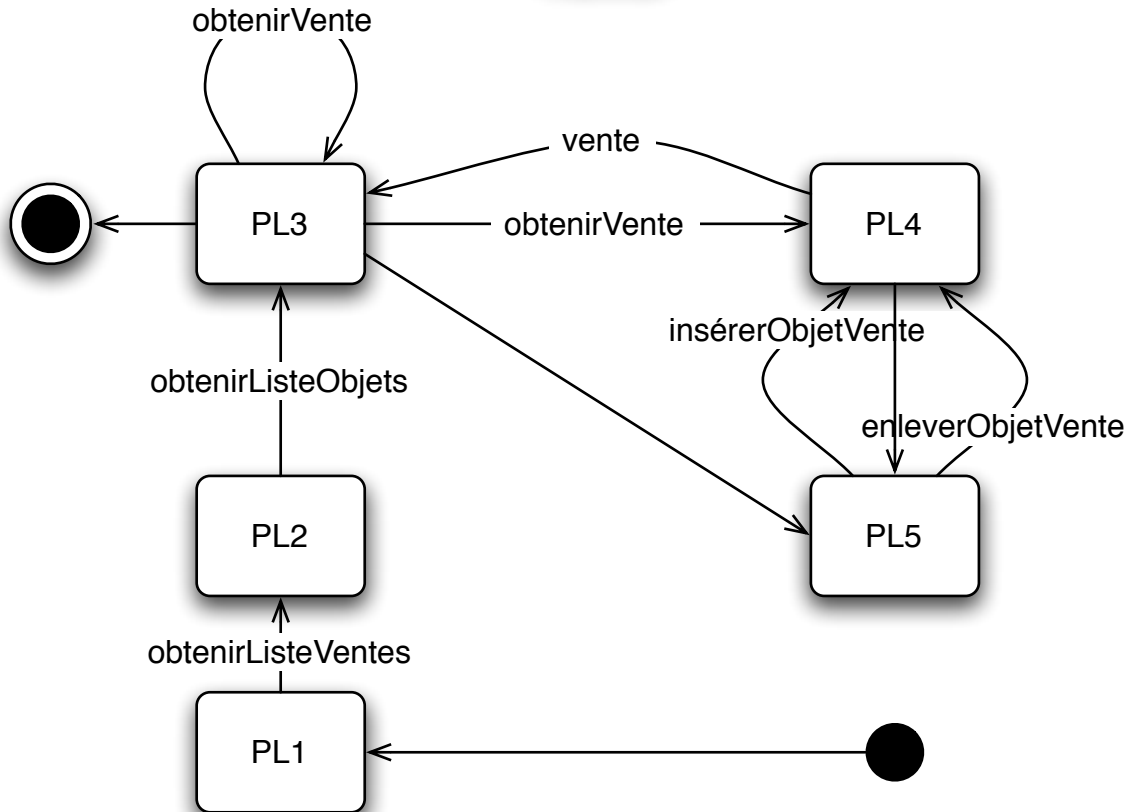 obtenirVente
vente
PL3
obtenirVente
PL4
insérerObjetVente
obtenirListeObjets
enleverObjetVente
PL2
PL5
obtenirListeVentes
PL1